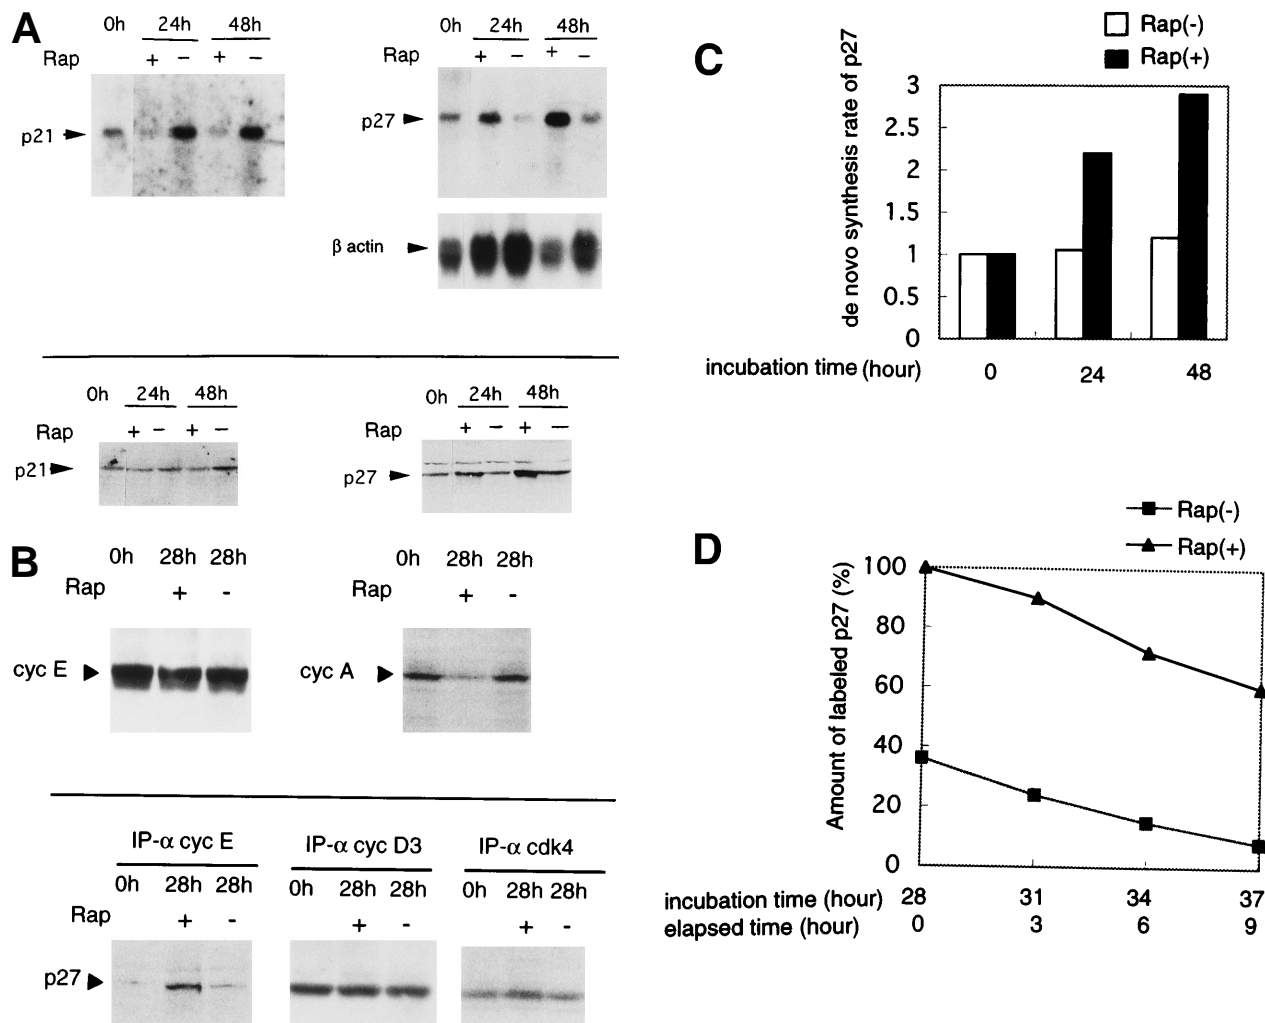 A
0h 24h 48h
Rap + − + −
p21
0h 24h 48h
Rap + − + −
p27
β actin
0h 24h 48h
Rap + − + −
p21
0h 24h 48h
Rap + − + −
p27
B
0h 28h 28h
Rap + -
cyc E
0h 28h 28h
Rap + -
cyc A
IP-α cyc E IP-α cyc D3 IP-α cdk4
0h 28h 28h 0h 28h 28h 0h 28h 28h
Rap + - + - + -
p27
C
Rap(-)
Rap(+)
de novo synthesis rate of p27
3
2.5
2
1.5
1
0.5
0
incubation time (hour) 0 24 48
D
Rap(-)
Rap(+)
Amount of labeled p27 (%)
100
80
60
40
20
0
incubation time (hour) 28 31 34 37
elapsed time (hour) 0 3 6 9